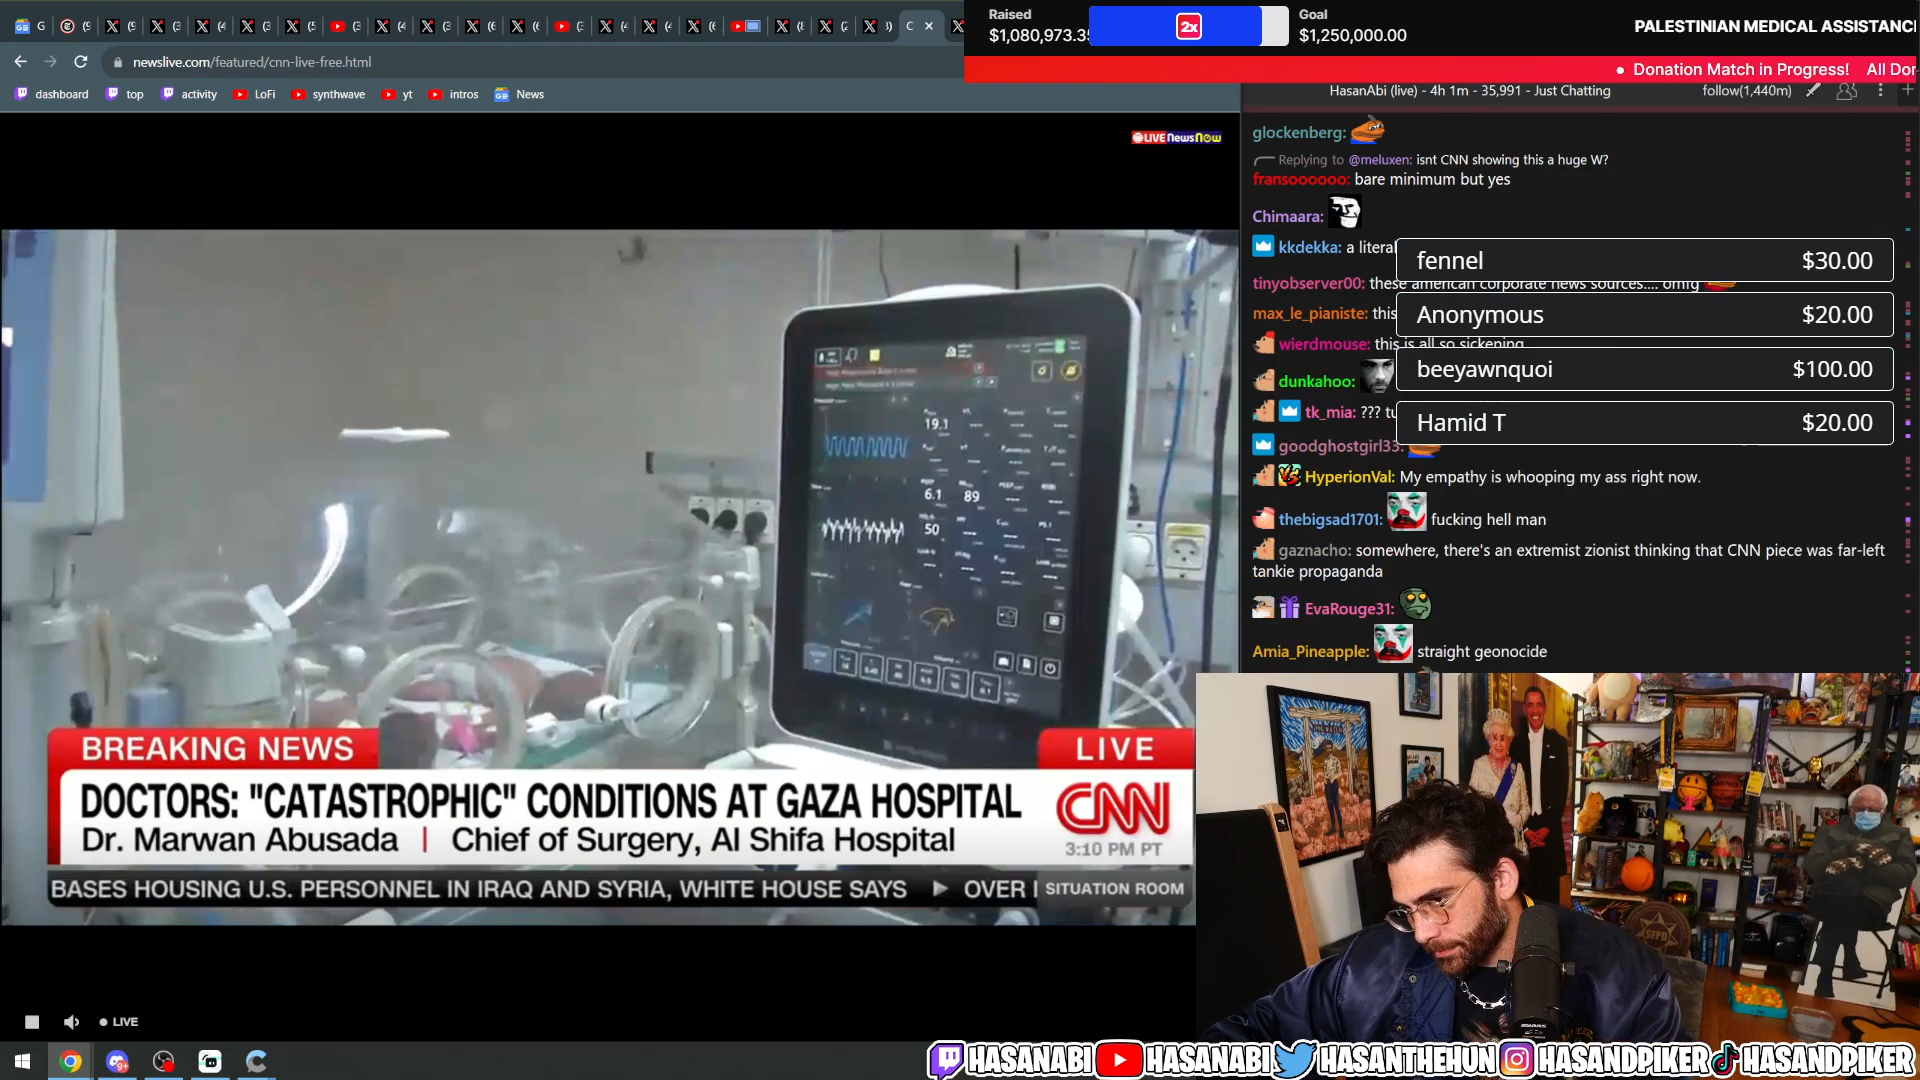 Raised
Goal
$1,080,973.3
$1,250,000.00
2x
PALESTINIAN MEDICAL ASSISTANC
Donation Match in Progress! All Don
newslive.com/featured/cnn-live-free.html
dashboard
top
activity
LoFi
synthwave
yt
intros
News
HasanAbi (live) - 4h 1m - 35,991 - Just Chatting
follow(1,440m)
LIVE NewsNow
glockenberg:
Replying to @meluxen: isnt CNN showing this a huge W?
fransoooooo: bare minimum but yes
Chimaara:
kkdekka: a literal
fennel $30.00
tinyobserver00: these american corporate news sources.... omfg
max_le_pianiste: this
Anonymous $20.00
wierdmouse: this is all so sickening
dunkahoo:
beeyawnquoi $100.00
tk_mia: ??? tu
Hamid T $20.00
goodghostgirl33:
HyperionVal: My empathy is whooping my ass right now.
thebigsad1701: fucking hell man
gaznacho: somewhere, there's an extremist zionist thinking that CNN piece was far-left
tankie propaganda
EvaRouge31:
Amia_Pineapple: straight geonocide
19.1
6.1 89
50
BREAKING NEWS
LIVE
DOCTORS: "CATASTROPHIC" CONDITIONS AT GAZA HOSPITAL
Dr. Marwan Abusada | Chief of Surgery, Al Shifa Hospital
CNN
3:10 PM PT
BASES HOUSING U.S. PERSONNEL IN IRAQ AND SYRIA, WHITE HOUSE SAYS ▶ OVER
SITUATION ROOM
SFPD
LIVE
HASANABI
HASANABI
HASANTHEHUN
HASANDPIKER
HASANDPIKER